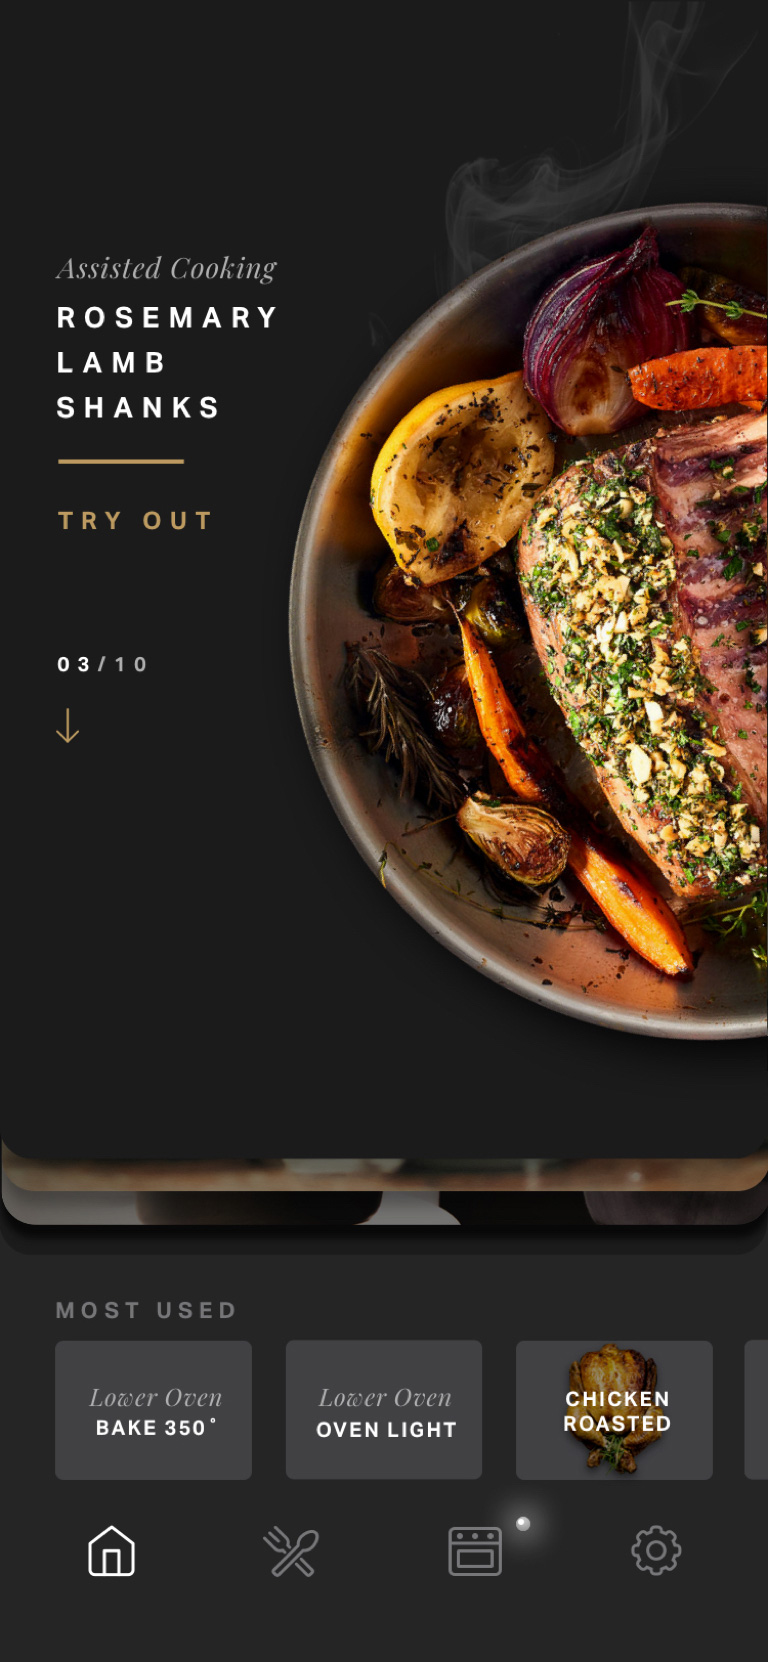 Assisted Cooking
ROSEMARY
LAMB
SHANKS
TRY OUT
03/10
MOST USED
Lower Oven
BAKE 350°
Lower Oven
OVEN LIGHT
CHICKEN
ROASTED